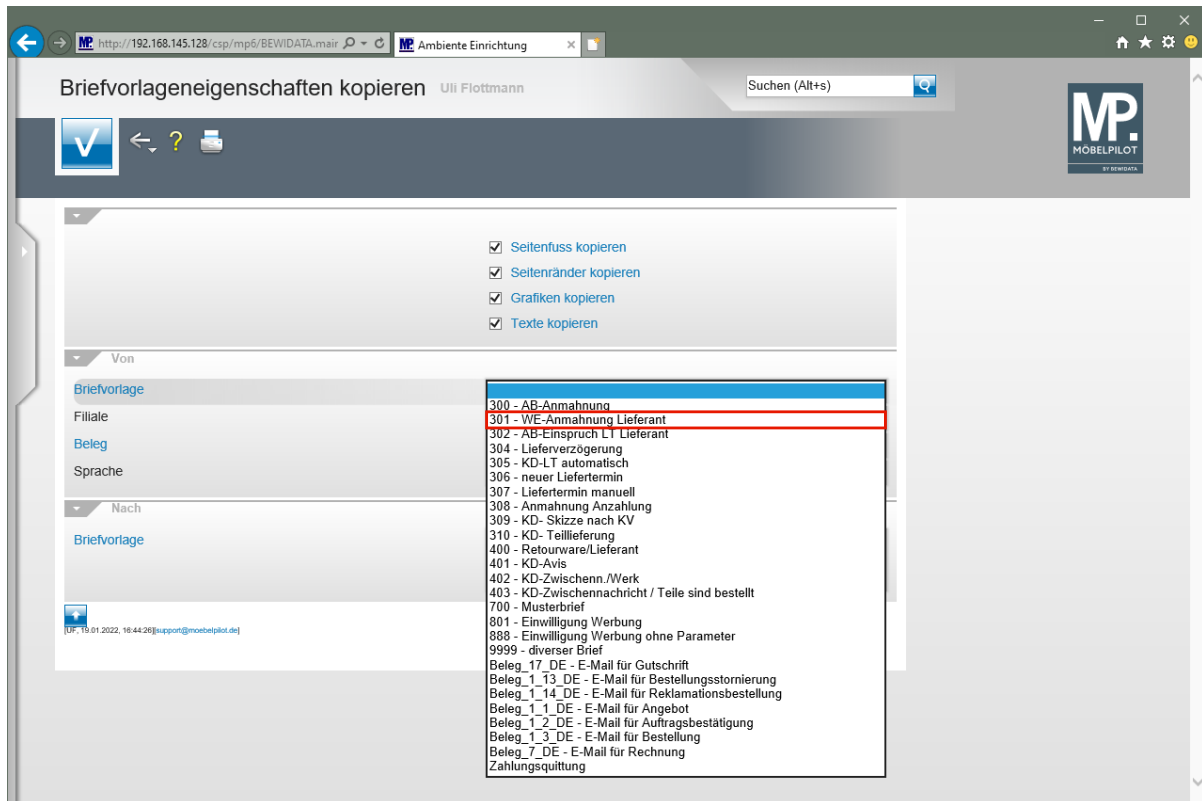 http://192.168.145.128/csp/mp6/BEWIDATA.mair
MP. Ambiente Einrichtung
Briefvorlageneigenschaften kopieren Uli Flottmann
Suchen (Alt+s)
MP.
MÖBELPILOT
BY BEWIDATA
Seitenfuss kopieren
Seitenränder kopieren
Grafiken kopieren
Texte kopieren
Von
Briefvorlage
Filiale
Beleg
Sprache
Nach
Briefvorlage
300 - AB-Anmahnung
301 - WE-Anmahnung Lieferant
302 - AB-Einspruch LT Lieferant
304 - Lieferverzögerung
305 - KD-LT automatisch
306 - neuer Liefertermin
307 - Liefertermin manuell
308 - Anmahnung Anzahlung
309 - KD- Skizze nach KV
310 - KD- Teillieferung
400 - Retourware/Lieferant
401 - KD-Avis
402 - KD-Zwischenn./Werk
403 - KD-Zwischennachricht / Teile sind bestellt
700 - Musterbrief
801 - Einwilligung Werbung
888 - Einwilligung Werbung ohne Parameter
9999 - diverser Brief
Beleg_17_DE - E-Mail für Gutschrift
Beleg_1_13_DE - E-Mail für Bestellungsstornierung
Beleg_1_14_DE - E-Mail für Reklamationsbestellung
Beleg_1_1_DE - E-Mail für Angebot
Beleg_1_2_DE - E-Mail für Auftragsbestätigung
Beleg_1_3_DE - E-Mail für Bestellung
Beleg_7_DE - E-Mail für Rechnung
Zahlungsquittung
[UF, 19.01.2022, 16:44:26][support@moebelpilot.de]